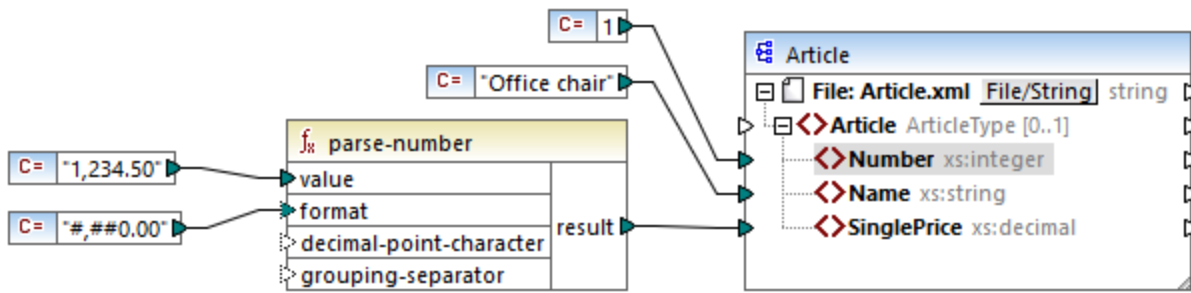 C= 1
Article
C= "Office chair"
File: Article.xml File/String string
Article ArticleType [0..1]
fx parse-number
Number xs:integer
C= "1,234.50"
value
Name xs:string
format
C= "#,##0.00"
result
SinglePrice xs:decimal
decimal-point-character
grouping-separator